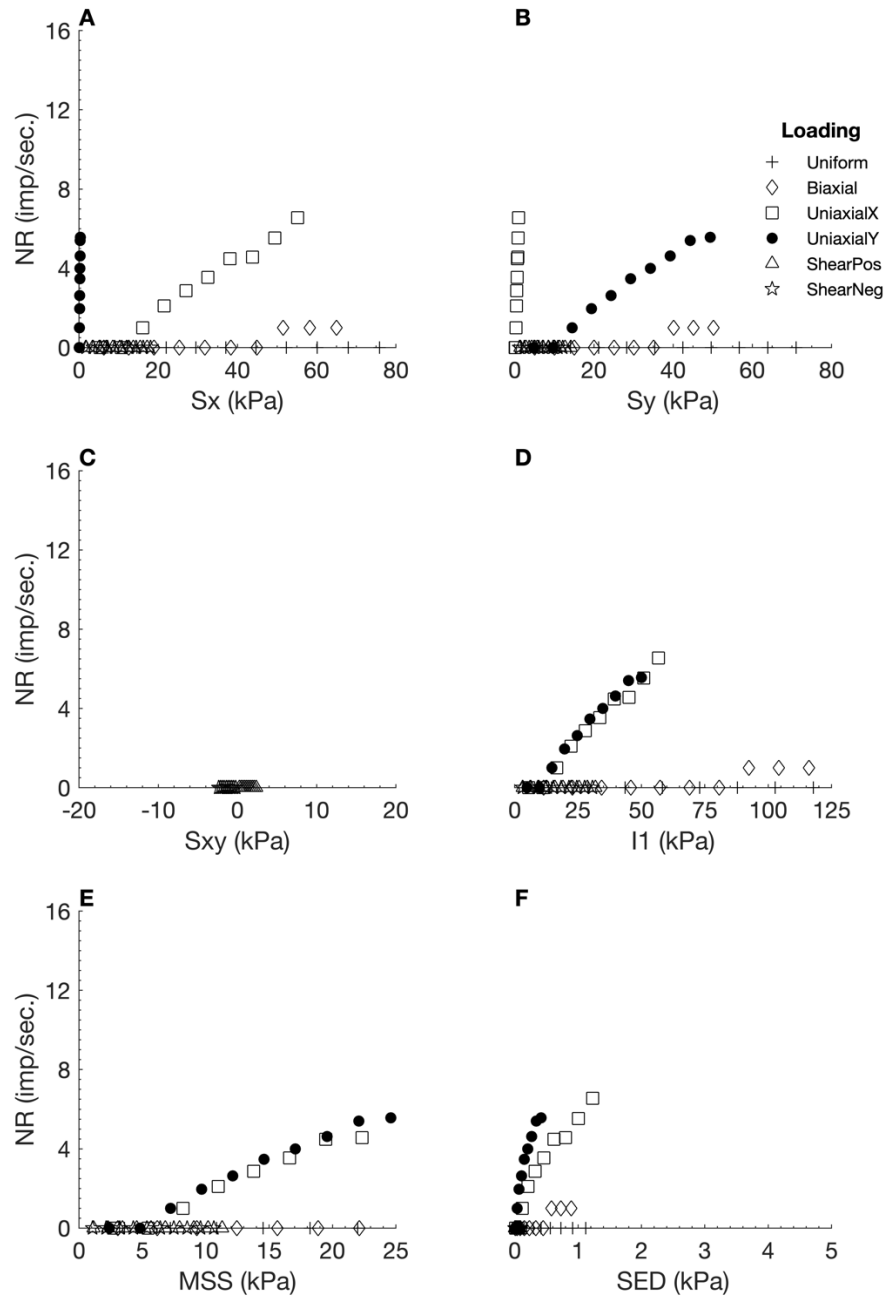 A
B
16
12
8
4
0
NR (imp/sec.)
0 20 40 60 80
Sx (kPa)
0 20 40 60 80
Sy (kPa)
Loading
Uniform
Biaxial
UniaxialX
UniaxialY
ShearPos
ShearNeg
C
D
16
12
8
4
0
NR (imp/sec.)
-20 -10 0 10 20
Sxy (kPa)
0 25 50 75 100 125
I1 (kPa)
E
F
16
12
8
4
0
NR (imp/sec.)
0 5 10 15 20 25
MSS (kPa)
0 1 2 3 4 5
SED (kPa)